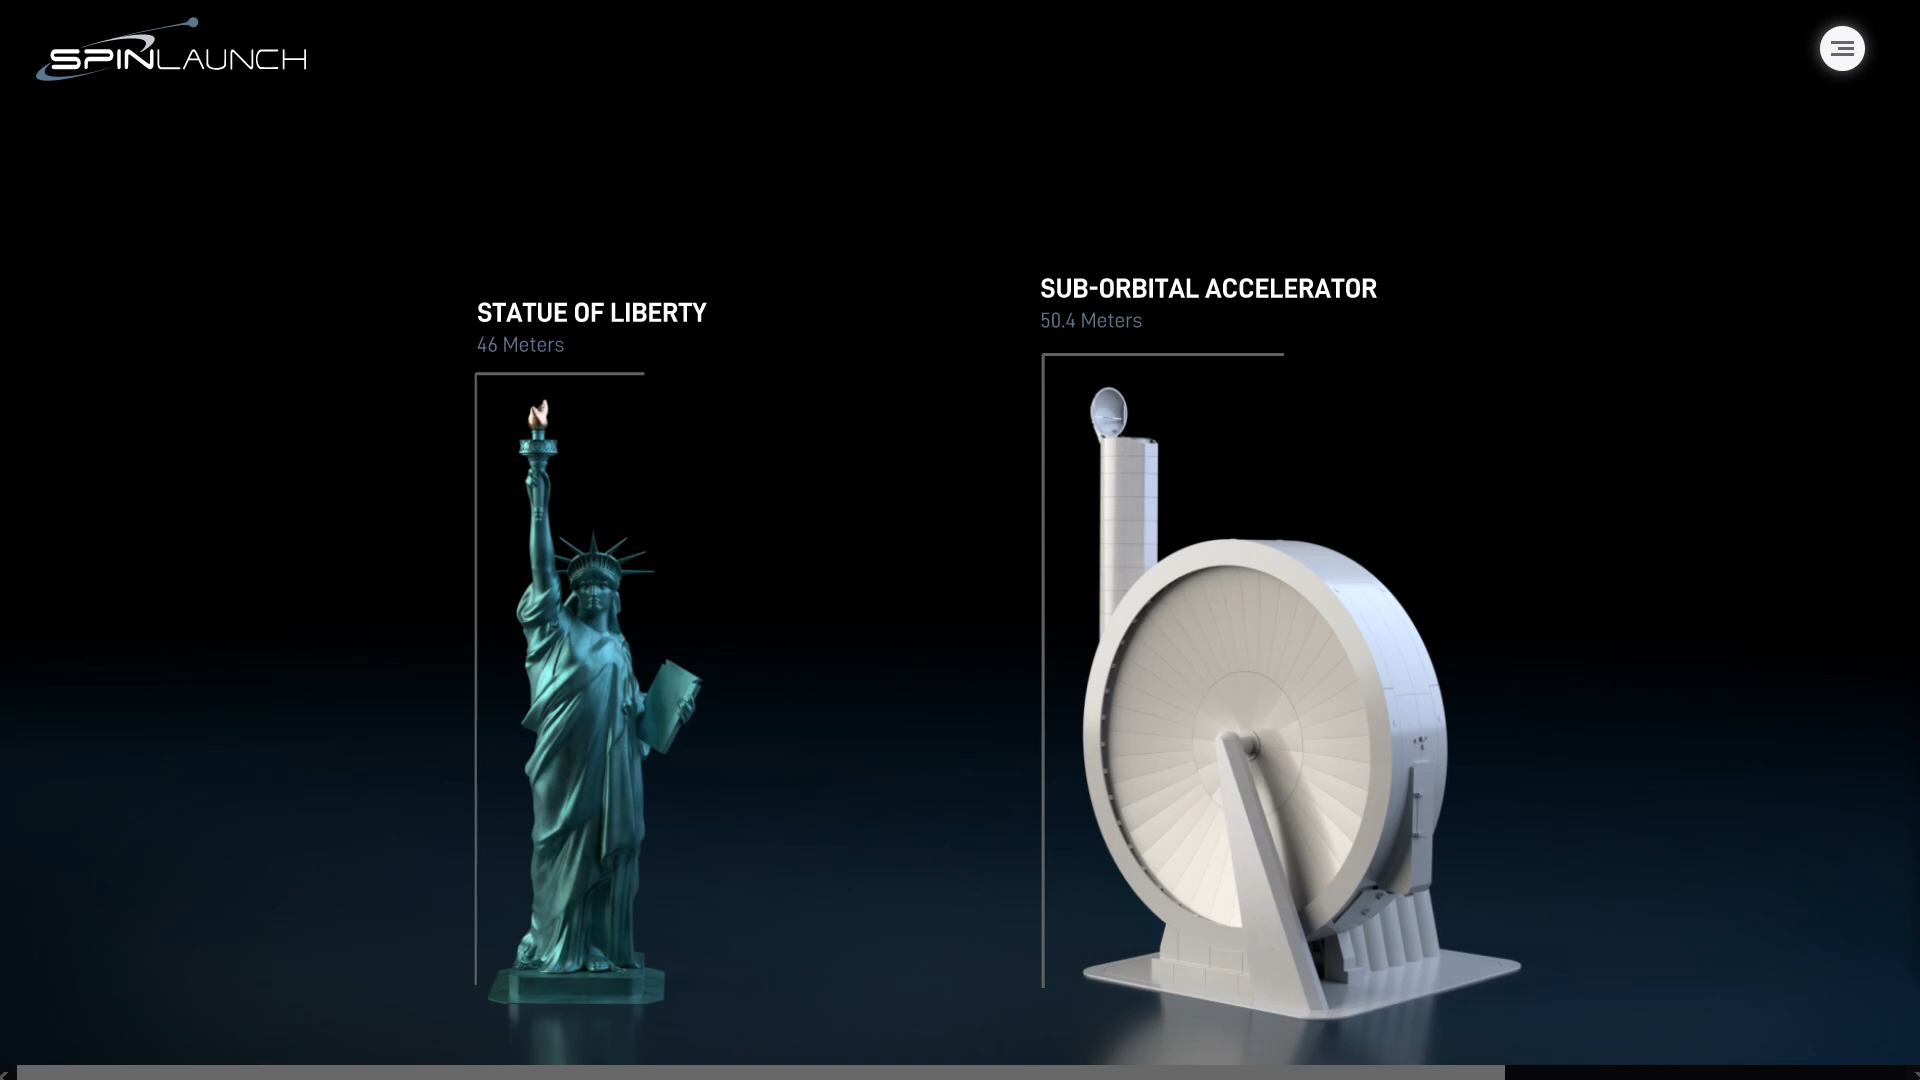 SPINLAUNCH
SUB-ORBITAL ACCELERATOR
50.4 Meters
STATUE OF LIBERTY
46 Meters